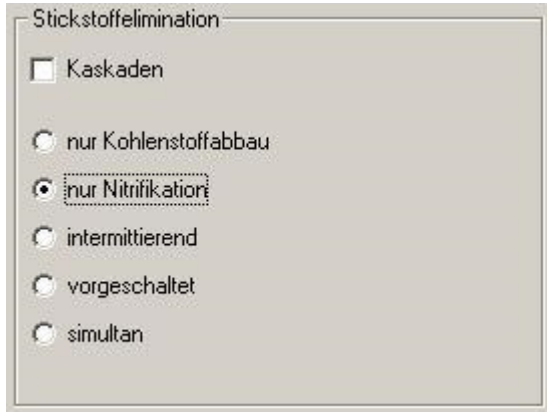 Stickstoffelimination
Kaskaden
nur Kohlenstoffabbau
nur Nitrifikation
intermittierend
vorgeschaltet
simultan